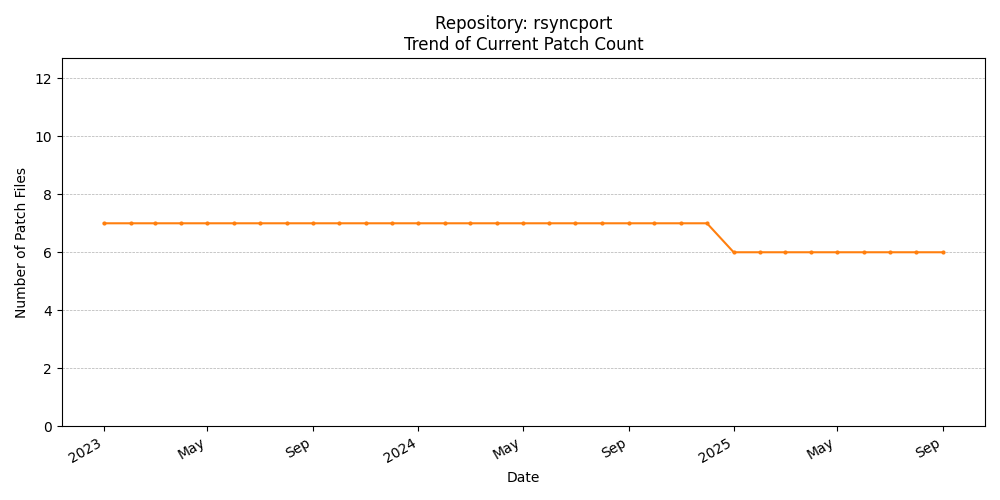 Repository: rsyncport
Trend of Current Patch Count
Number of Patch Files
12
10
8
6
4
2
0
2023
May
Sep
2024
May
Sep
2025
May
Sep
Date